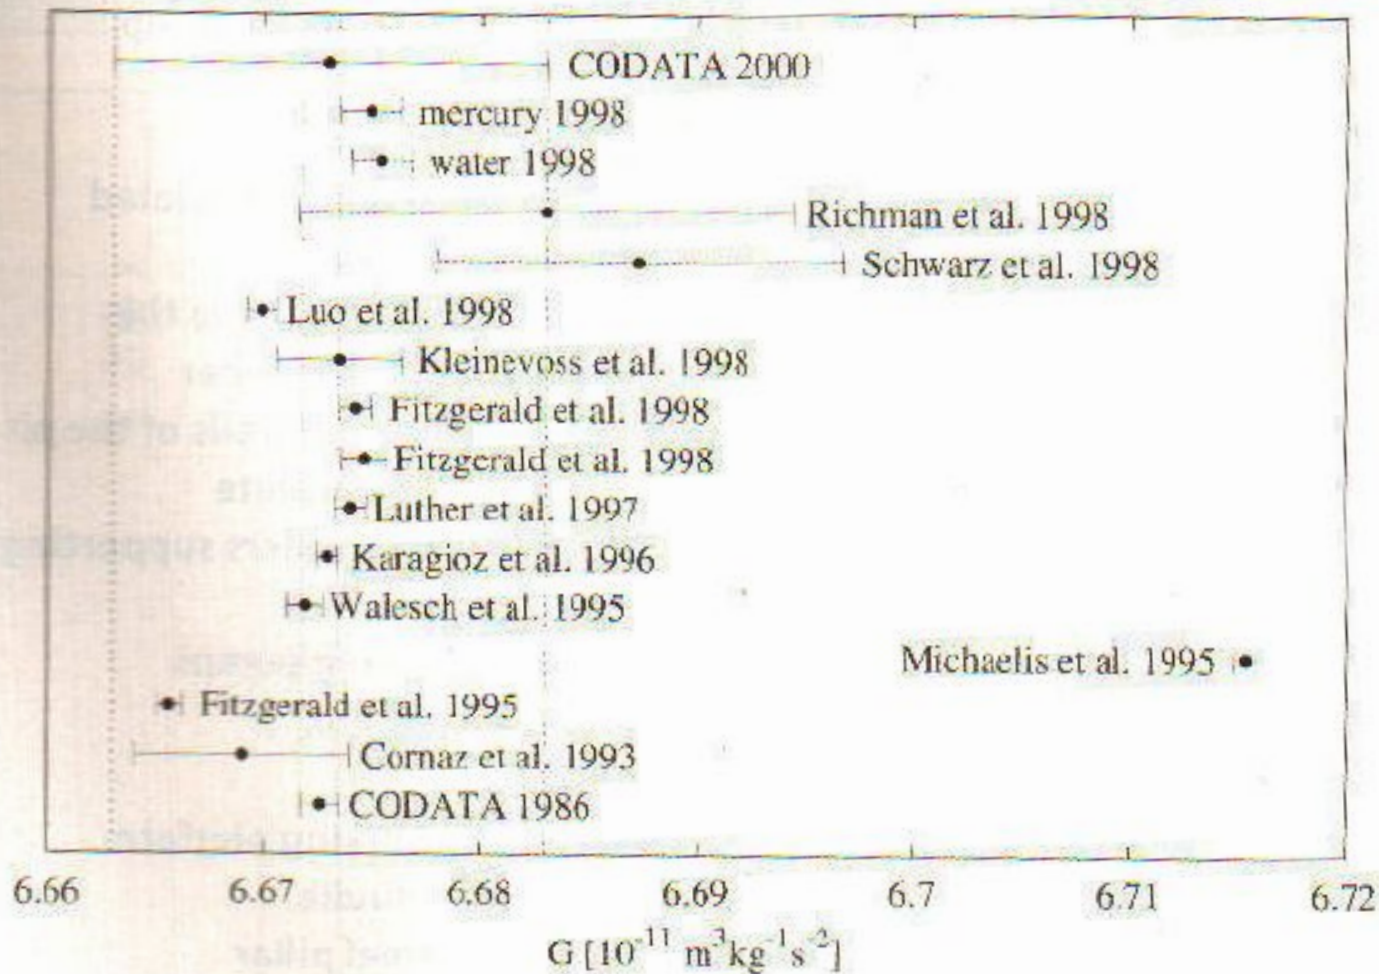 CODATA 2000
mercury 1998
water 1998
Richman et al. 1998
Schwarz et al. 1998
Luo et al. 1998
Kleinevoss et al. 1998
Fitzgerald et al. 1998
Fitzgerald et al. 1998
Luther et al. 1997
Karagioz et al. 1996
Walesch et al. 1995
Michaelis et al. 1995
Fitzgerald et al. 1995
Cornaz et al. 1993
CODATA 1986
6.66 6.67 6.68 6.69 6.7 6.71 6.72
G [10⁻¹¹ m³kg⁻¹s⁻²]